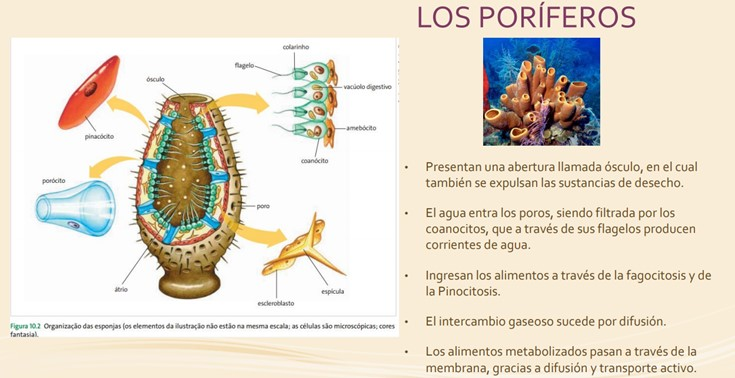 LOS PORÍFEROS
colarinho
flagelo
ósculo
vacúolo digestivo
pinacócito
amebócito
coanócito
porócito
poro
átrio
espícula
escleroblasto
Figura 10.2 Organização das esponjas (os elementos da ilustração não estão na mesma escala; as células são microscópicas; cores
fantasia).
• Presentan una abertura llamada ósculo, en el cual
también se expulsan las sustancias de desecho.
• El agua entra los poros, siendo filtrada por los
coanocitos, que a través de sus flagelos producen
corrientes de agua.
• Ingresan los alimentos a través de la fagocitosis y de
la Pinocitosis.
• El intercambio gaseoso sucede por difusión.
• Los alimentos metabolizados pasan a través de la
membrana, gracias a difusión y transporte activo.